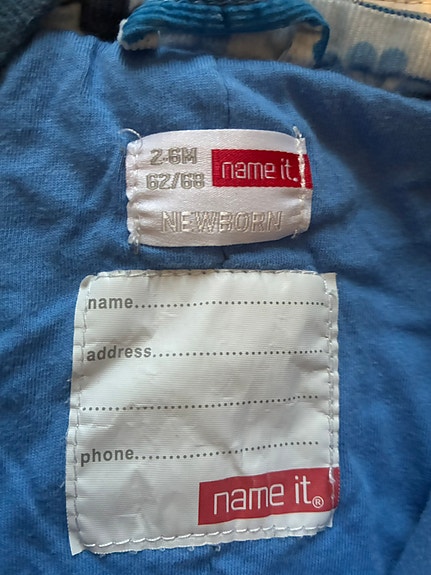 2-6M name it.
62/68
NEWBORN
name........................................
address....................................
................................................
phone.......................................
name it®